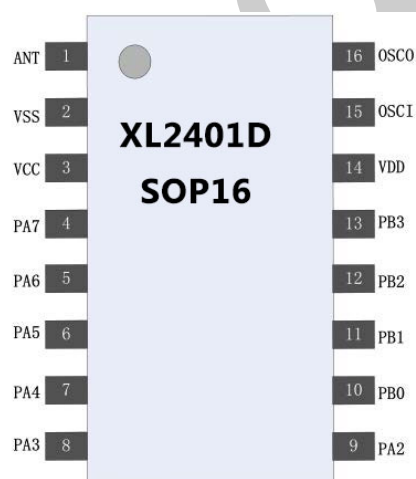 ANT 1 16 OSCO
VSS 2 15 OSCI
XL2401D
VCC 3 14 VDD
SOP16
PA7 4 13 PB3
PA6 5 12 PB2
PA5 6 11 PB1
PA4 7 10 PB0
PA3 8 9 PA2